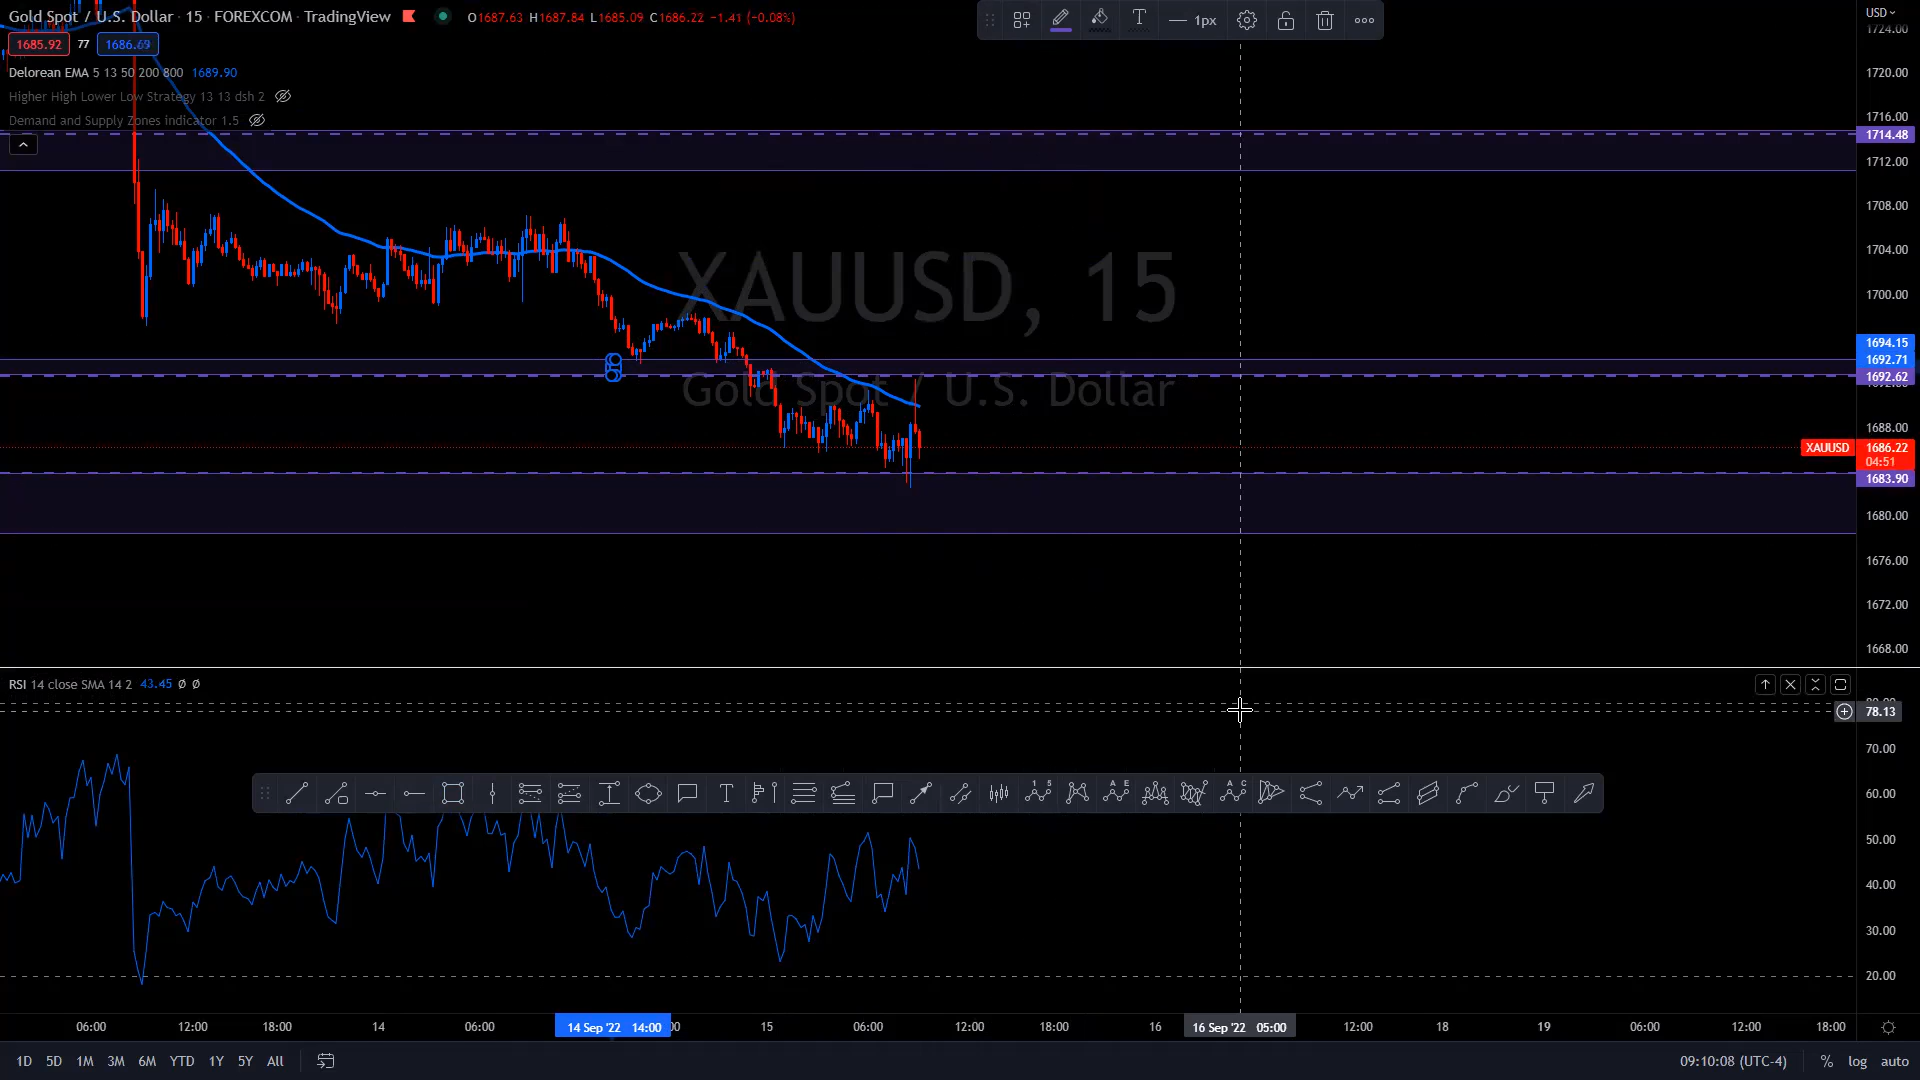 Gold Spot / U.S. Dollar · 15 · FOREXCOM · TradingView O1687.63 H1687.84 L1685.09 C1686.22 −1.41 (−0.08%)
1685.92 77 1686.69
Delorean EMA 5 13 50 200 800 1689.90
Higher High Lower Low Strategy 13 13 dsh 2
Demand and Supply Zones indicator 1.5
T 1px
USD
1724.00
1720.00
1716.00
1714.48
1712.00
1708.00
1704.00
1700.00
1694.15
1692.71
1692.62
1688.00
XAUUSD 1686.22
04:51
1683.90
1680.00
1676.00
1672.00
1668.00
XAUUSD, 15
Gold Spot / U.S. Dollar
RSI 14 close SMA 14 2 43.45 Ø Ø
78.13
70.00
60.00
50.00
40.00
30.00
20.00
06:00 12:00 18:00 14 06:00 14 Sep '22 14:00 15 06:00 12:00 18:00 16 16 Sep '22 05:00 12:00 18 19 06:00 12:00 18:00
1D 5D 1M 3M 6M YTD 1Y 5Y All 09:10:08 (UTC-4) % log auto